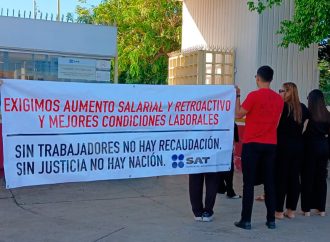 EXIGIMOS AUMENTO SALARIAL Y RETROACTIVO
Y MEJORES CONDICIONES LABORALES
SIN TRABAJADORES NO HAY RECAUDACIÓN.
SIN JUSTICIA NO HAY NACIÓN.
SAT